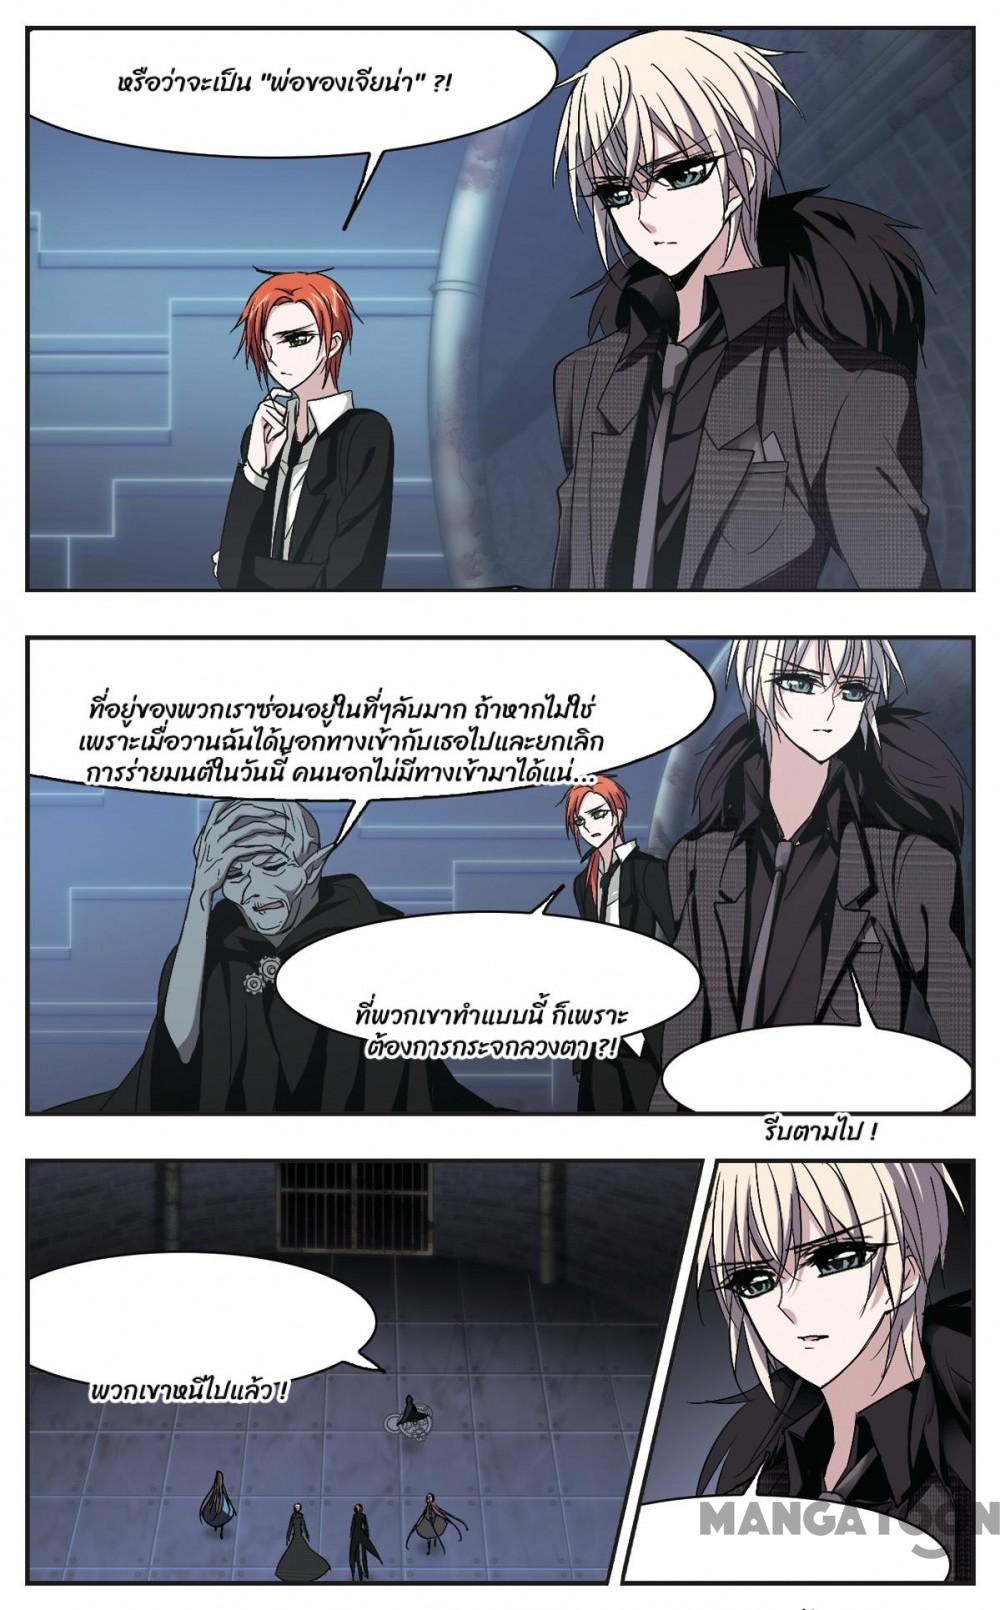 หรือว่าจะเป็น "พ่อของเจียน่า" ?!
ที่อยู่ของพวกเราซ่อนอยู่ในที่ๆลับมาก ถ้าหากไม่ใช่
เพราะเมื่อวานฉันได้บอกทางเข้ากับเธอไปและยกเลิก
การร่ายมนต์ในวันนี้ คนนอกไม่มีทางเข้ามาได้แน่...
ที่พวกเขาทำแบบนี้ ก็เพราะ
ต้องการกระจกลวงตา ?!
รีบตามไป !
พวกเขาหนีไปแล้ว !
MANGATOON